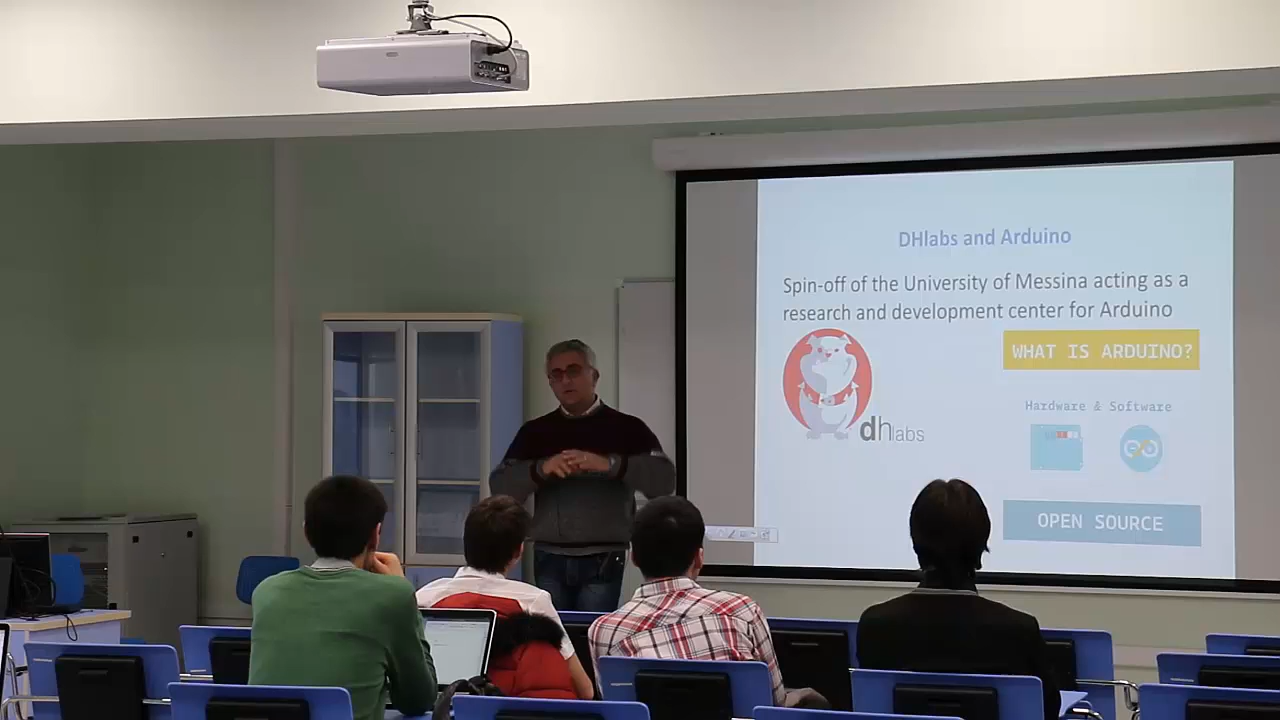 DHlabs and Arduino
Spin-off of the University of Messina acting as a
research and development center for Arduino
WHAT IS ARDUINO?
Hardware & Software
dhlabs
OPEN SOURCE